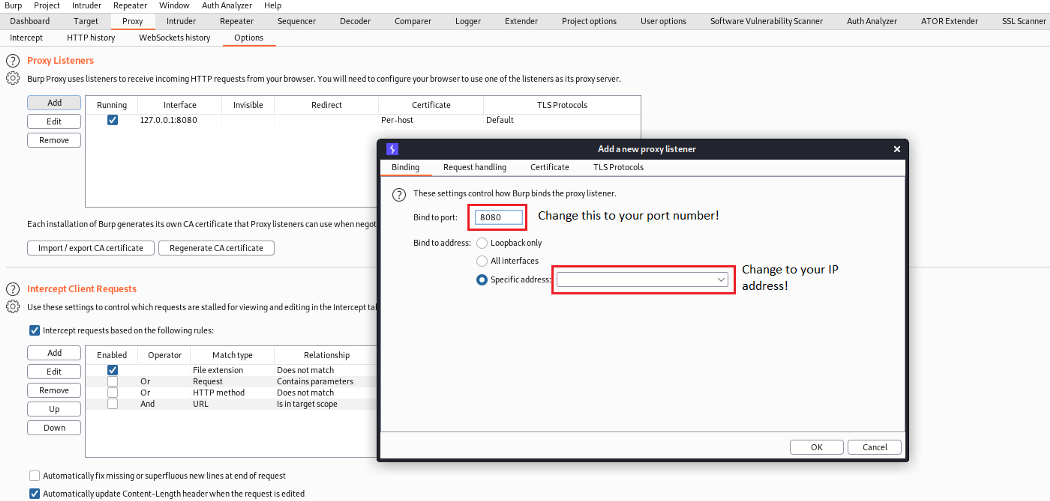 Burp Project Intruder Repeater Window Auth Analyzer Help
Dashboard Target Proxy Intruder Repeater Sequencer Decoder Comparer Logger Extender Project options User options Software Vulnerability Scanner Auth Analyzer ATOR Extender SSL Scanner
Intercept HTTP history WebSockets history Options
? Proxy Listeners
Burp Proxy uses listeners to receive incoming HTTP requests from your browser. You will need to configure your browser to use one of the listeners as its proxy server.
Add
Edit
Remove
Running Interface Invisible Redirect Certificate TLS Protocols
127.0.0.1:8080 Per-host Default
Each installation of Burp generates its own CA certificate that Proxy listeners can use when negot
Import / export CA certificate Regenerate CA certificate
? Intercept Client Requests
Use these settings to control which requests are stalled for viewing and editing in the Intercept tab
Intercept requests based on the following rules:
Add
Edit
Remove
Up
Down
Enabled Operator Match type Relationship
File extension Does not match
Or Request Contains parameters
Or HTTP method Does not match
And URL Is in target scope
Automatically fix missing or superfluous new lines at end of request
Automatically update Content-Length header when the request is edited
Add a new proxy listener
Binding Request handling Certificate TLS Protocols
? These settings control how Burp binds the proxy listener.
Bind to port: 8080 Change this to your port number!
Bind to address: Loopback only
All interfaces
Specific address:
Change to your IP
address!
OK Cancel